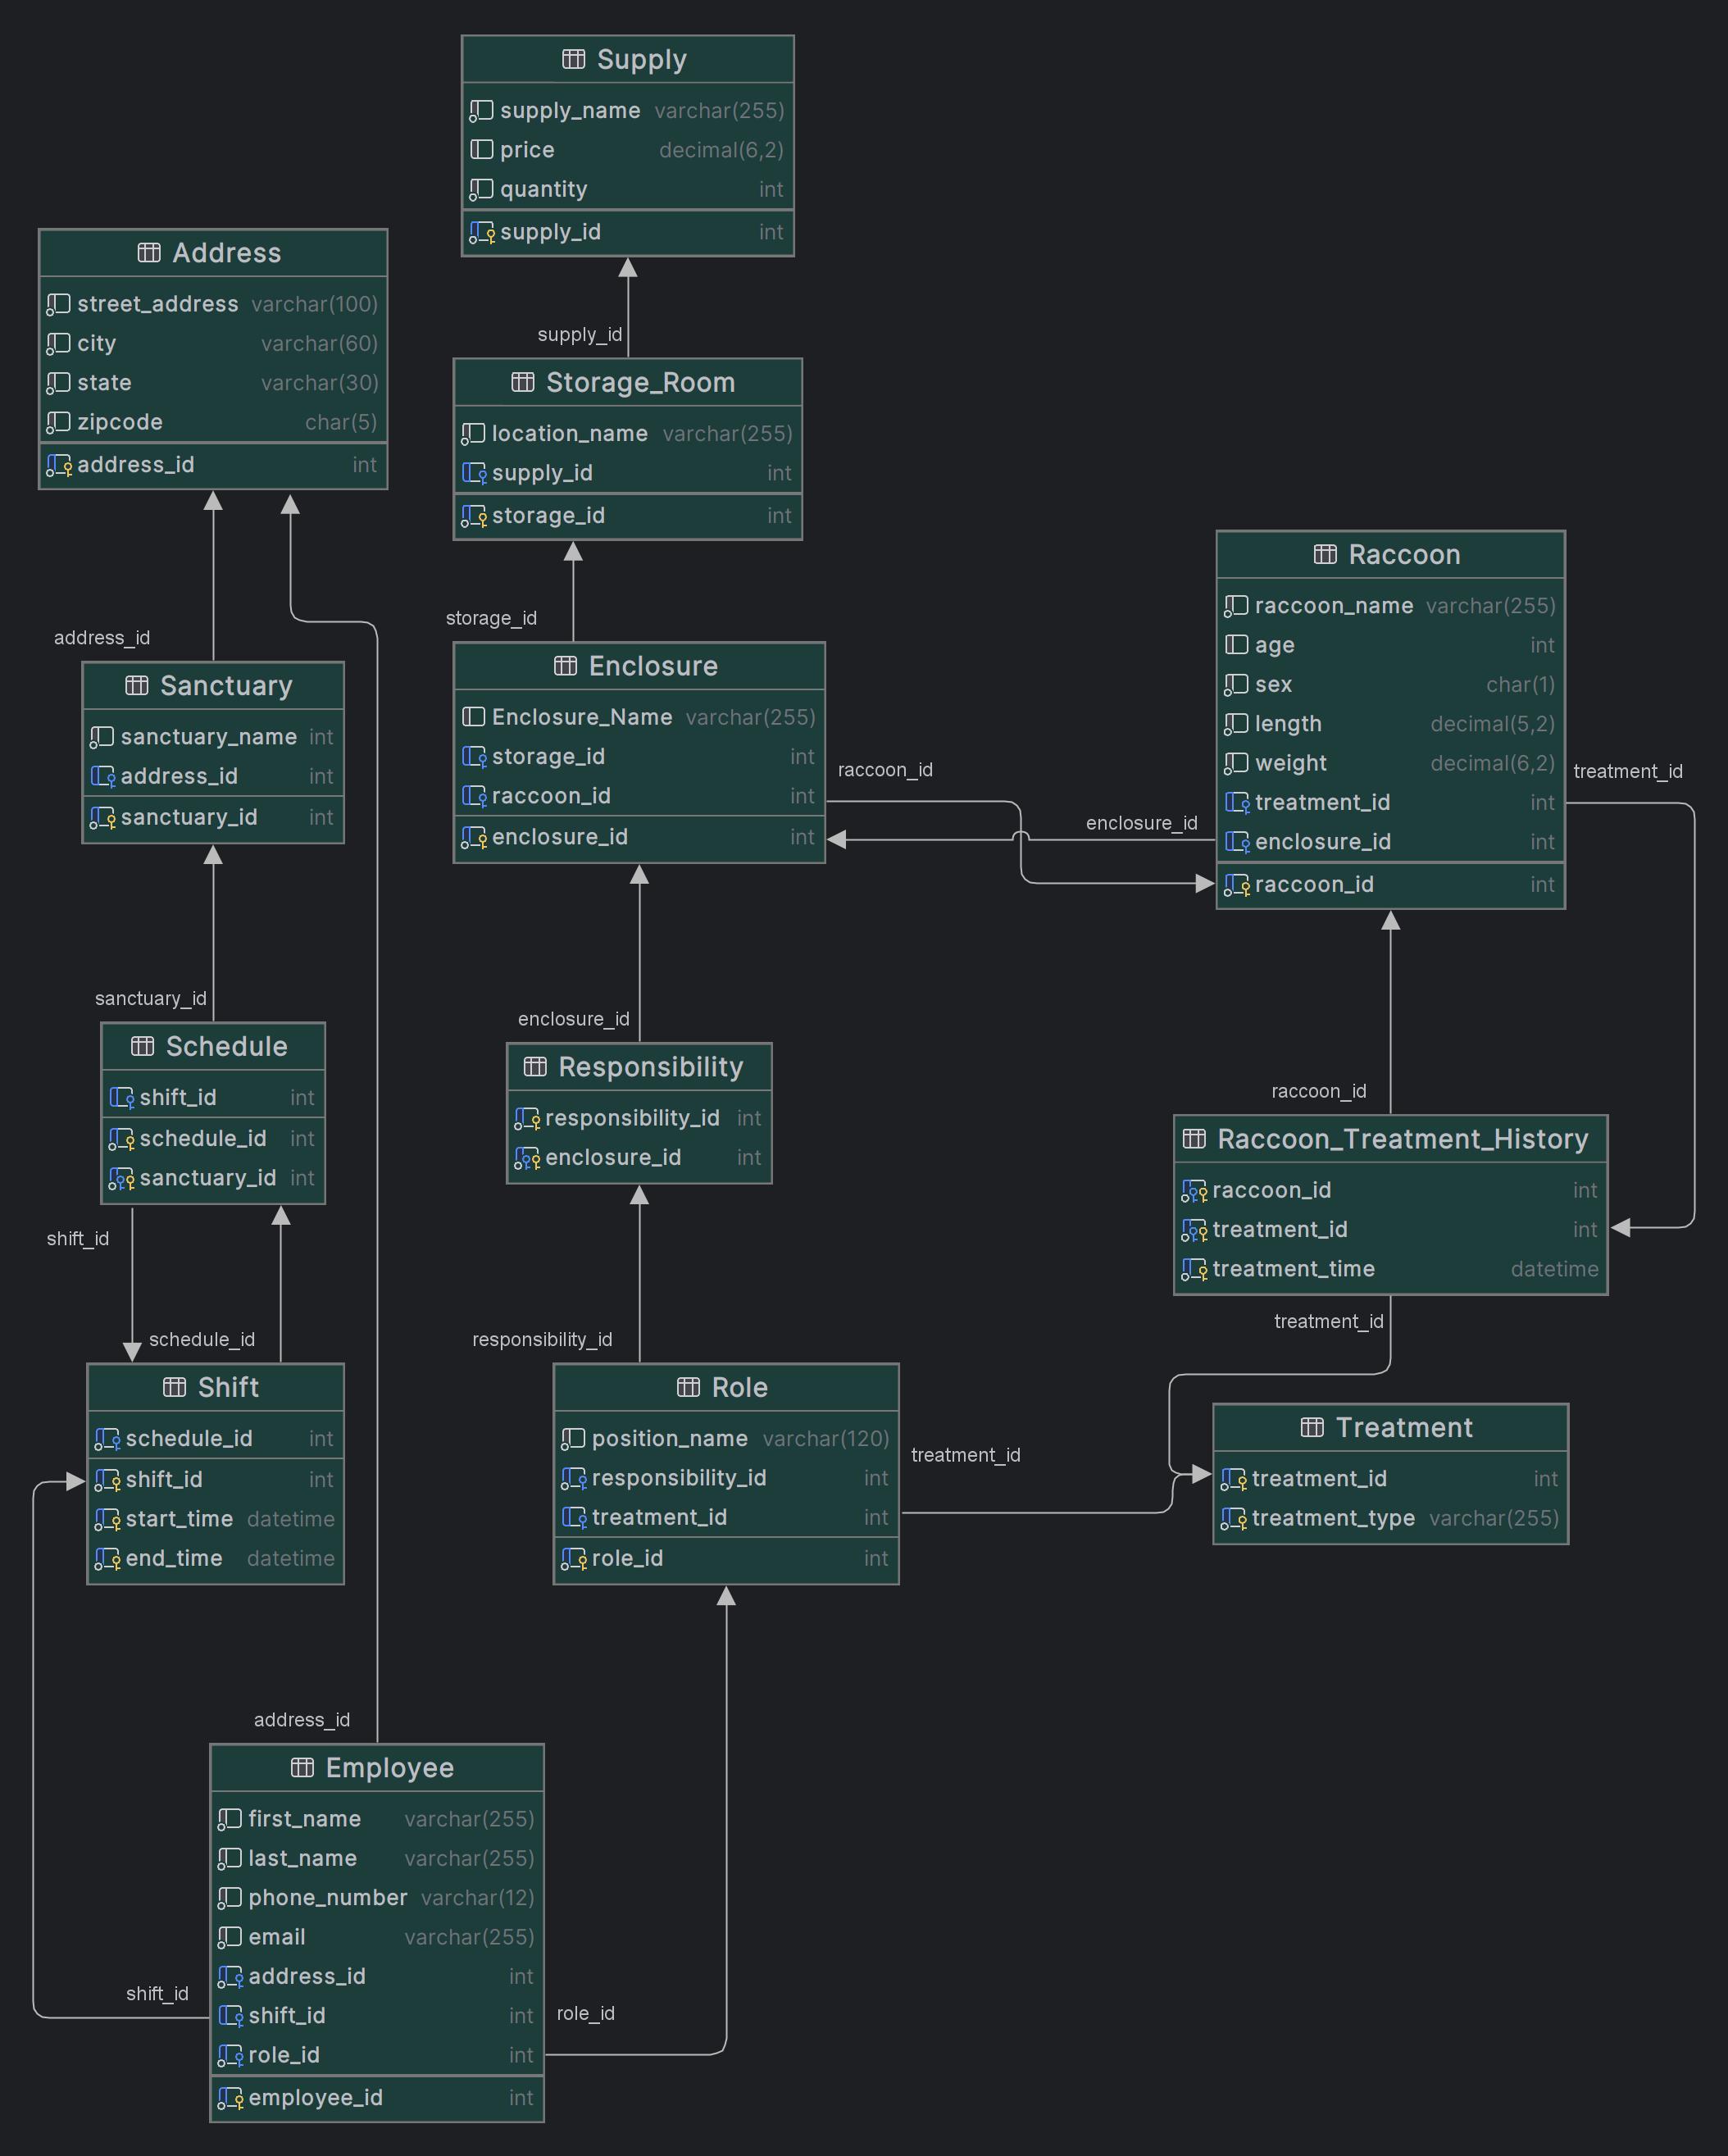 Supply
supply_name varchar(255)
price decimal(6,2)
quantity int
supply_id int
Address
street_address varchar(100)
city varchar(60)
state varchar(30)
zipcode char(5)
address_id int
supply_id
Storage_Room
location_name varchar(255)
supply_id int
storage_id int
Raccoon
raccoon_name varchar(255)
age int
sex char(1)
length decimal(5,2)
weight decimal(6,2)
treatment_id int
enclosure_id int
raccoon_id int
address_id
storage_id
Sanctuary
sanctuary_name int
address_id int
sanctuary_id int
Enclosure
Enclosure_Name varchar(255)
storage_id int
raccoon_id int
enclosure_id int
raccoon_id
enclosure_id
treatment_id
sanctuary_id
enclosure_id
Schedule
shift_id int
schedule_id int
sanctuary_id int
Responsibility
responsibility_id int
enclosure_id int
raccoon_id
Raccoon_Treatment_History
raccoon_id int
treatment_id int
treatment_time datetime
shift_id
schedule_id
responsibility_id
treatment_id
Shift
schedule_id int
shift_id int
start_time datetime
end_time datetime
Role
position_name varchar(120)
responsibility_id int
treatment_id int
role_id int
treatment_id
Treatment
treatment_id int
treatment_type varchar(255)
address_id
Employee
first_name varchar(255)
last_name varchar(255)
phone_number varchar(12)
email varchar(255)
address_id int
shift_id int
role_id int
employee_id int
shift_id
role_id